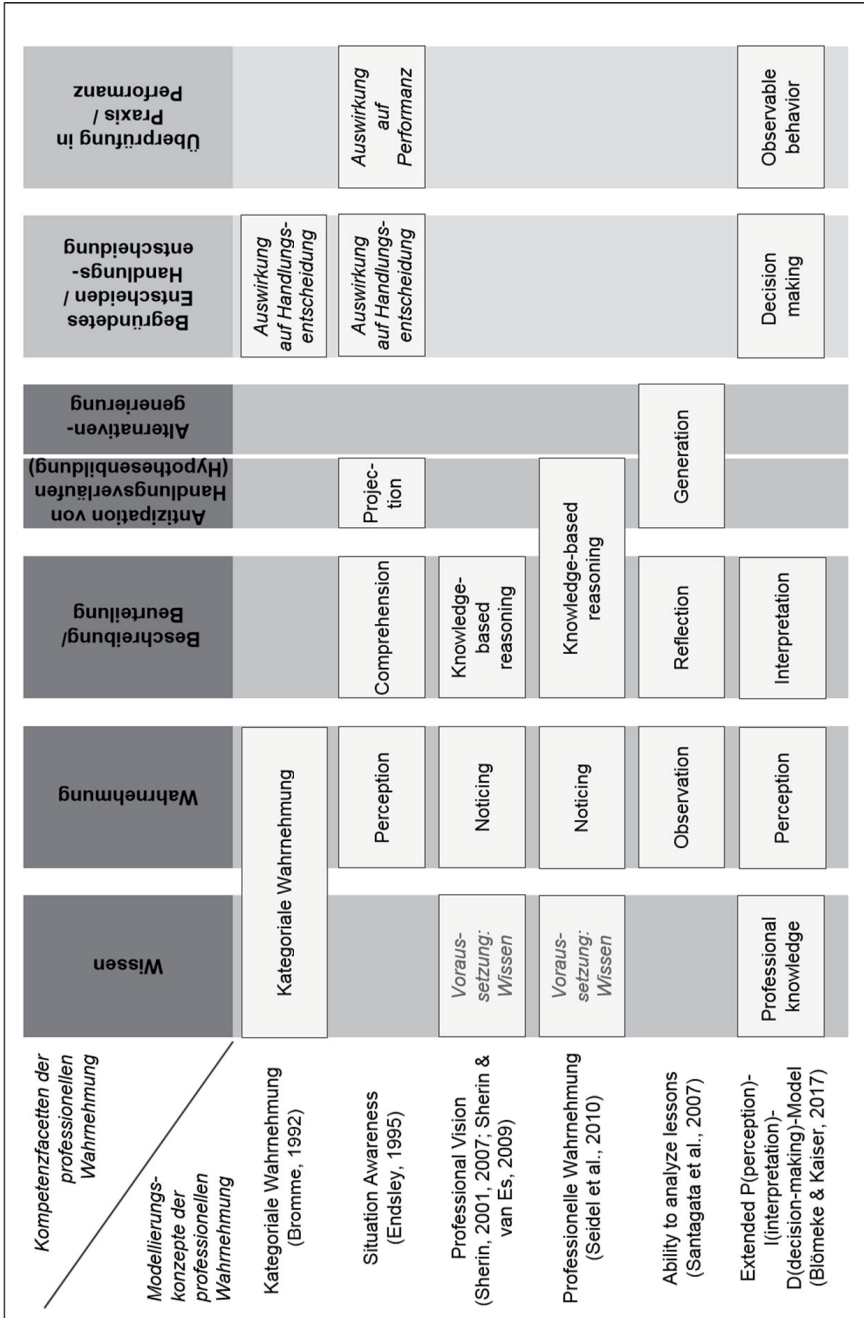 Kompetenzfacetten der
professionellen
Wahrnehmung
Modellierungs-
konzepte der
professionellen
Wahrnehmung
Wissen
Wahrnehmung
Beschreibung/
Beurteilung
Antizipation von
Handlungsverläufen
(Hypothesenbildung)
Alternativen-
generierung
Begründetes
Entscheiden /
Handlungs-
entscheidung
Überprüfung in
Praxis /
Performanz
Kategoriale Wahrnehmung
(Bromme, 1992)
Kategoriale Wahrnehmung
Auswirkung
auf Handlungs-
entscheidung
Situation Awareness
(Endsley, 1995)
Perception
Comprehension
Projec-
tion
Auswirkung
auf Handlungs-
entscheidung
Auswirkung
auf
Performanz
Professional Vision
(Sherin, 2001, 2007; Sherin &
van Es, 2009)
Voraus-
setzung:
Wissen
Noticing
Knowledge-
based
reasoning
Professionelle Wahrnehmung
(Seidel et al., 2010)
Voraus-
setzung:
Wissen
Noticing
Knowledge-based
reasoning
Ability to analyze lessons
(Santagata et al., 2007)
Observation
Reflection
Generation
Extended P(perception)-
I(interpretation)-
D(decision-making)-Model
(Blömeke & Kaiser, 2017)
Professional
knowledge
Perception
Interpretation
Decision
making
Observable
behavior